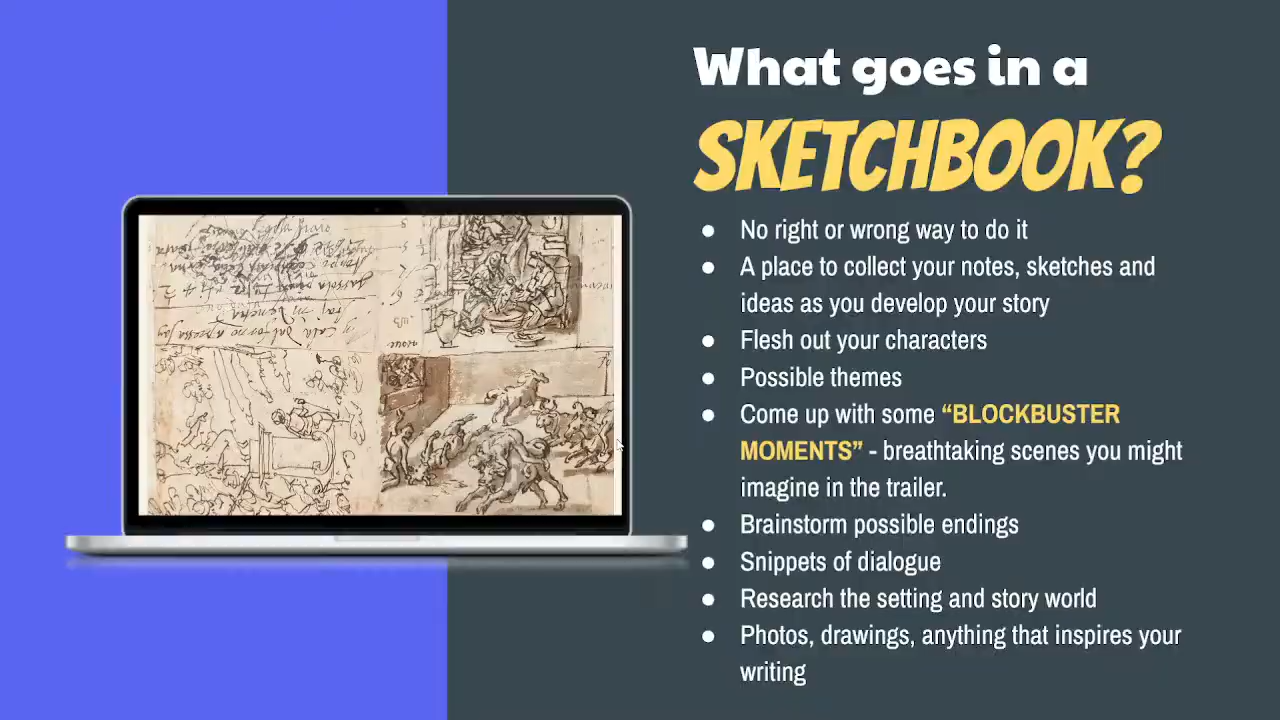 What goes in a
SKETCHBOOK?
● No right or wrong way to do it
● A place to collect your notes, sketches and
ideas as you develop your story
● Flesh out your characters
● Possible themes
● Come up with some “BLOCKBUSTER
MOMENTS” - breathtaking scenes you might
imagine in the trailer.
● Brainstorm possible endings
● Snippets of dialogue
● Research the setting and story world
● Photos, drawings, anything that inspires your
writing